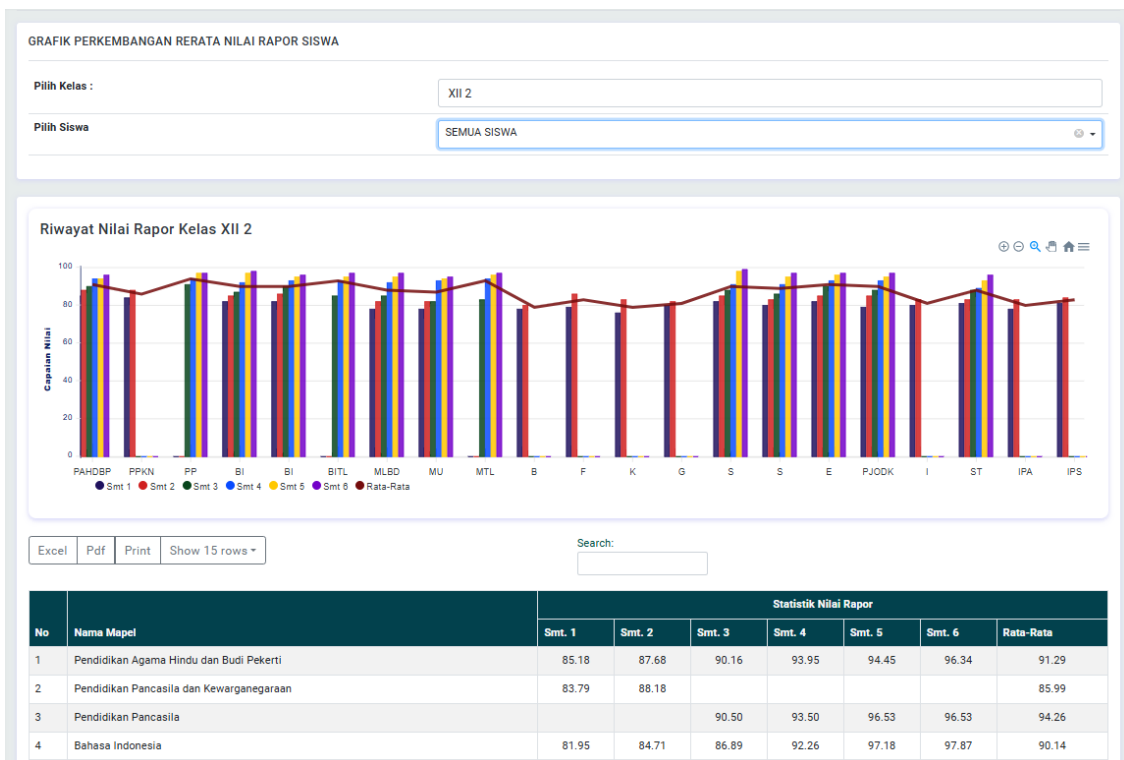 GRAFIK PERKEMBANGAN RERATA NILAI RAPOR SISWA
Pilih Kelas :
XII 2
Pilih Siswa
SEMUA SISWA
Riwayat Nilai Rapor Kelas XII 2
100
80
60
40
20
0
Capaian Nilai
PAHDBP PPKN PP BI BI BITL MLBD MU MTL B F K G S S E PJODK I ST IPA IPS
Smt 1 Smt 2 Smt 3 Smt 4 Smt 5 Smt 6 Rata-Rata
Excel Pdf Print Show 15 rows
Search:
No Nama Mapel Statistik Nilai Rapor
Smt. 1 Smt. 2 Smt. 3 Smt. 4 Smt. 5 Smt. 6 Rata-Rata
1 Pendidikan Agama Hindu dan Budi Pekerti 85.18 87.68 90.16 93.95 94.45 96.34 91.29
2 Pendidikan Pancasila dan Kewarganegaraan 83.79 88.18 85.99
3 Pendidikan Pancasila 90.50 93.50 96.53 96.53 94.26
4 Bahasa Indonesia 81.95 84.71 86.89 92.26 97.18 97.87 90.14